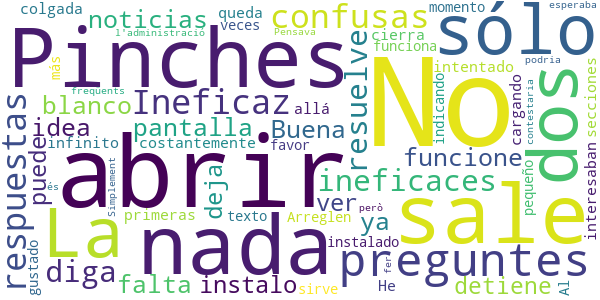 colgada
noticias
queda
veces
confusas
momento
esperaba
l'administració
Pensava
cierra
funciona
sólo
podria
Pinches
más
frequents
blanco
Ineficaz
allá
resuelve
No
intentado
indicando
cargando
contestaria
secciones
idea
pantalla
Buena
infinito
costantemente
favor
abrir
dos
respuestas
puede
deja
ver
ineficaces
funcione
pequeño
interesaban
és
Simplement
diga
primeras
texto
Arreglen
però
ya
sale
La
nada
instalado
preguntes
gustado
falta
instalo
sirve
He
fer
detiene
Al